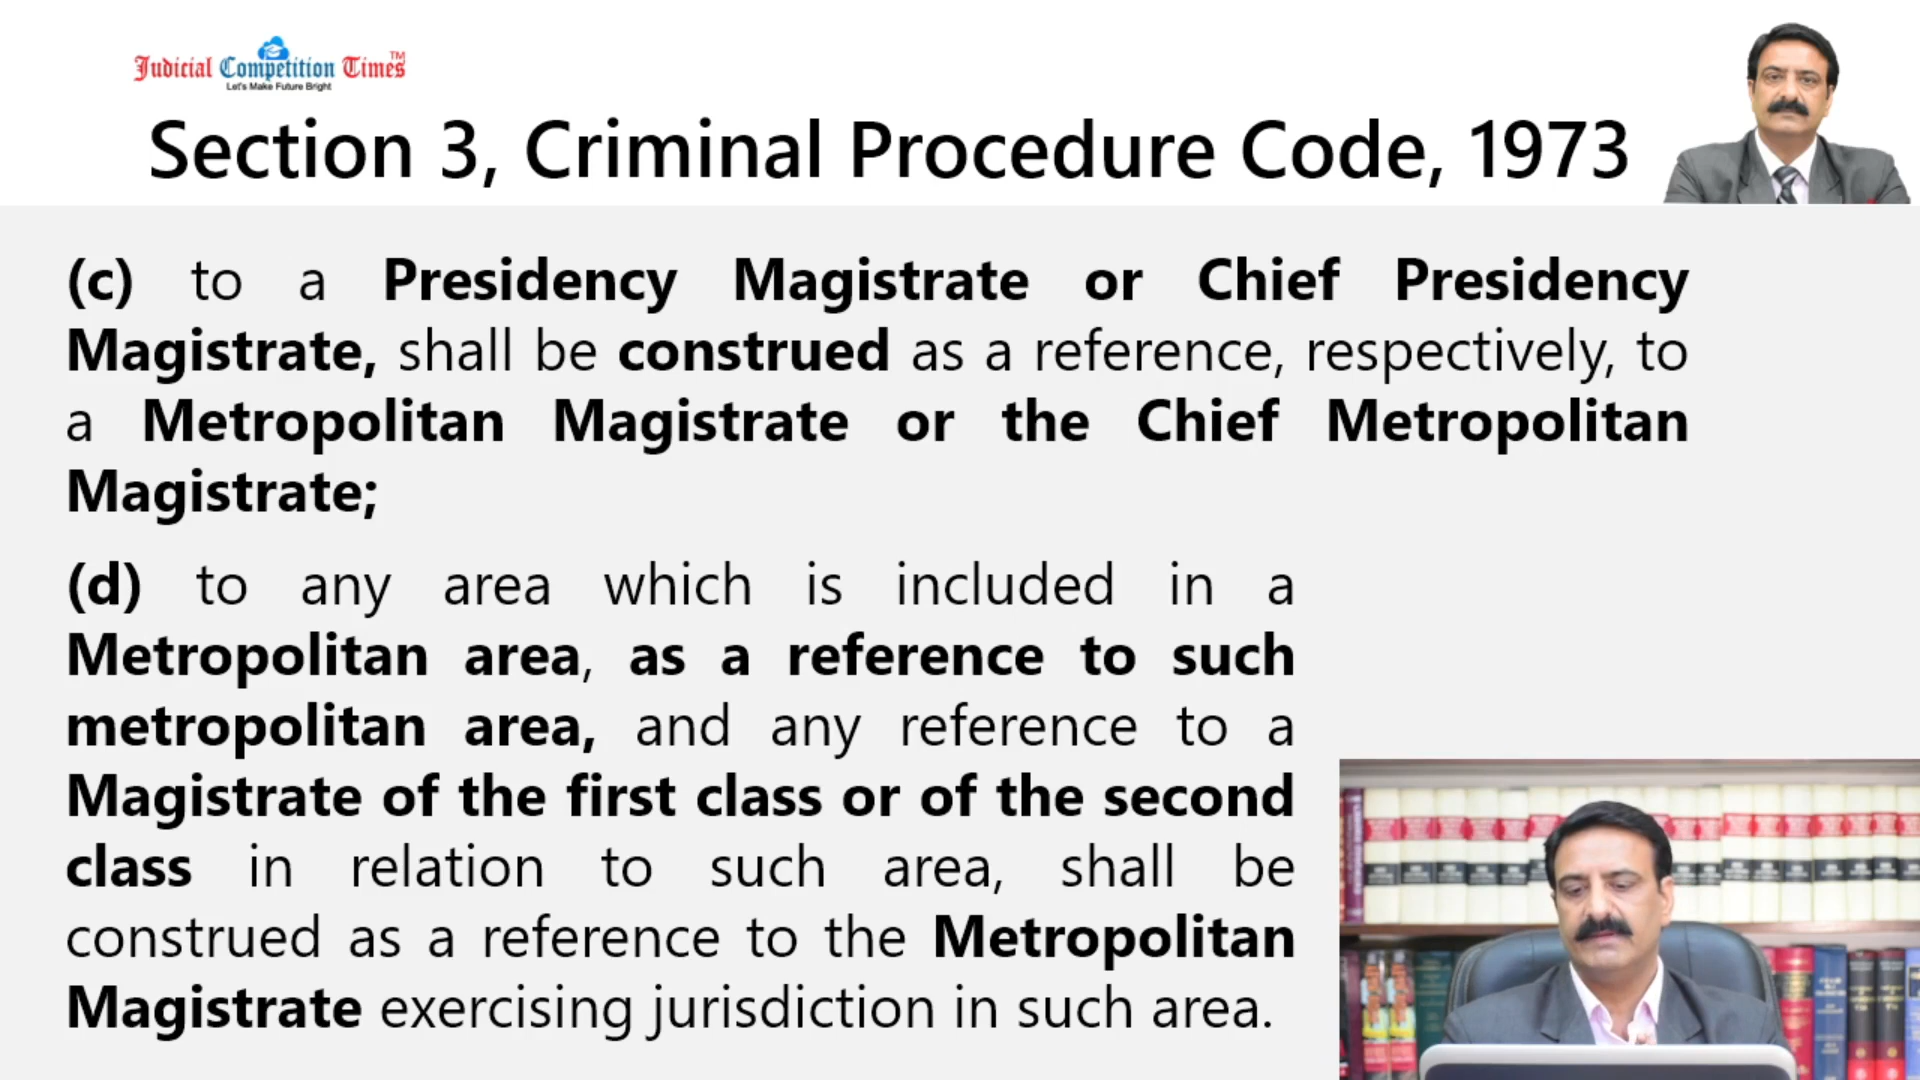 Judicial Competition Times TM
Let's Make Future Bright
Section 3, Criminal Procedure Code, 1973
(c) to a Presidency Magistrate or Chief Presidency
Magistrate, shall be construed as a reference, respectively, to
a Metropolitan Magistrate or the Chief Metropolitan
Magistrate;
(d) to any area which is included in a
Metropolitan area, as a reference to such
metropolitan area, and any reference to a
Magistrate of the first class or of the second
class in relation to such area, shall be
construed as a reference to the Metropolitan
Magistrate exercising jurisdiction in such area.